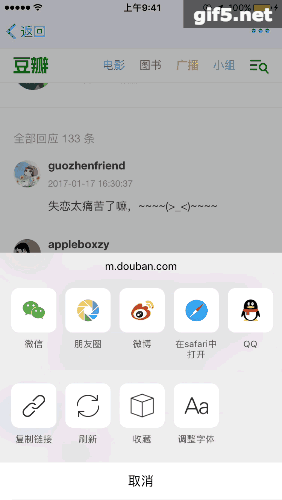 上午9:41
100%
gif5.net
返回
豆瓣
电影 图书 广播 小组
全部回应 133 条
guozhenfriend
2017-01-17 16:30:37
失恋太痛苦了嘛，~~~~(>_<)~~~~
appleboxzy
m.douban.com
微信 朋友圈 微博 在safari中 QQ
打开
复制链接 刷新 收藏 调整字体
Aa
取消